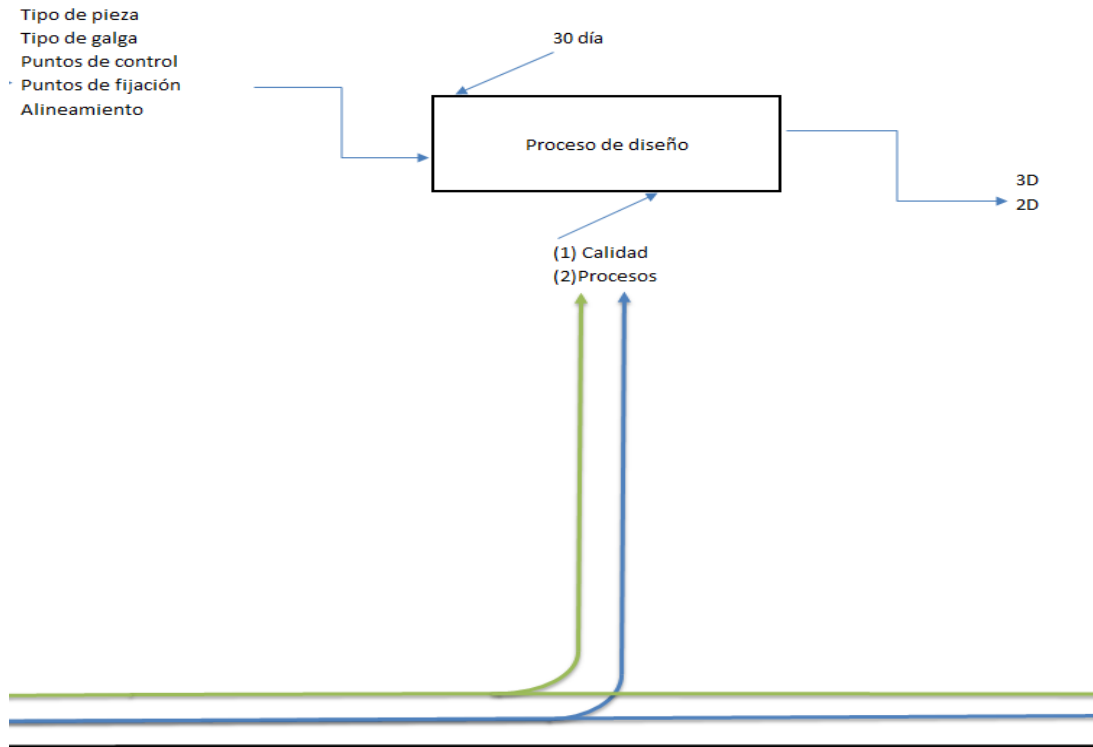 Tipo de pieza
Tipo de galga
Puntos de control
Puntos de fijación
Alineamiento
30 día
Proceso de diseño
3D
2D
(1) Calidad
(2)Procesos